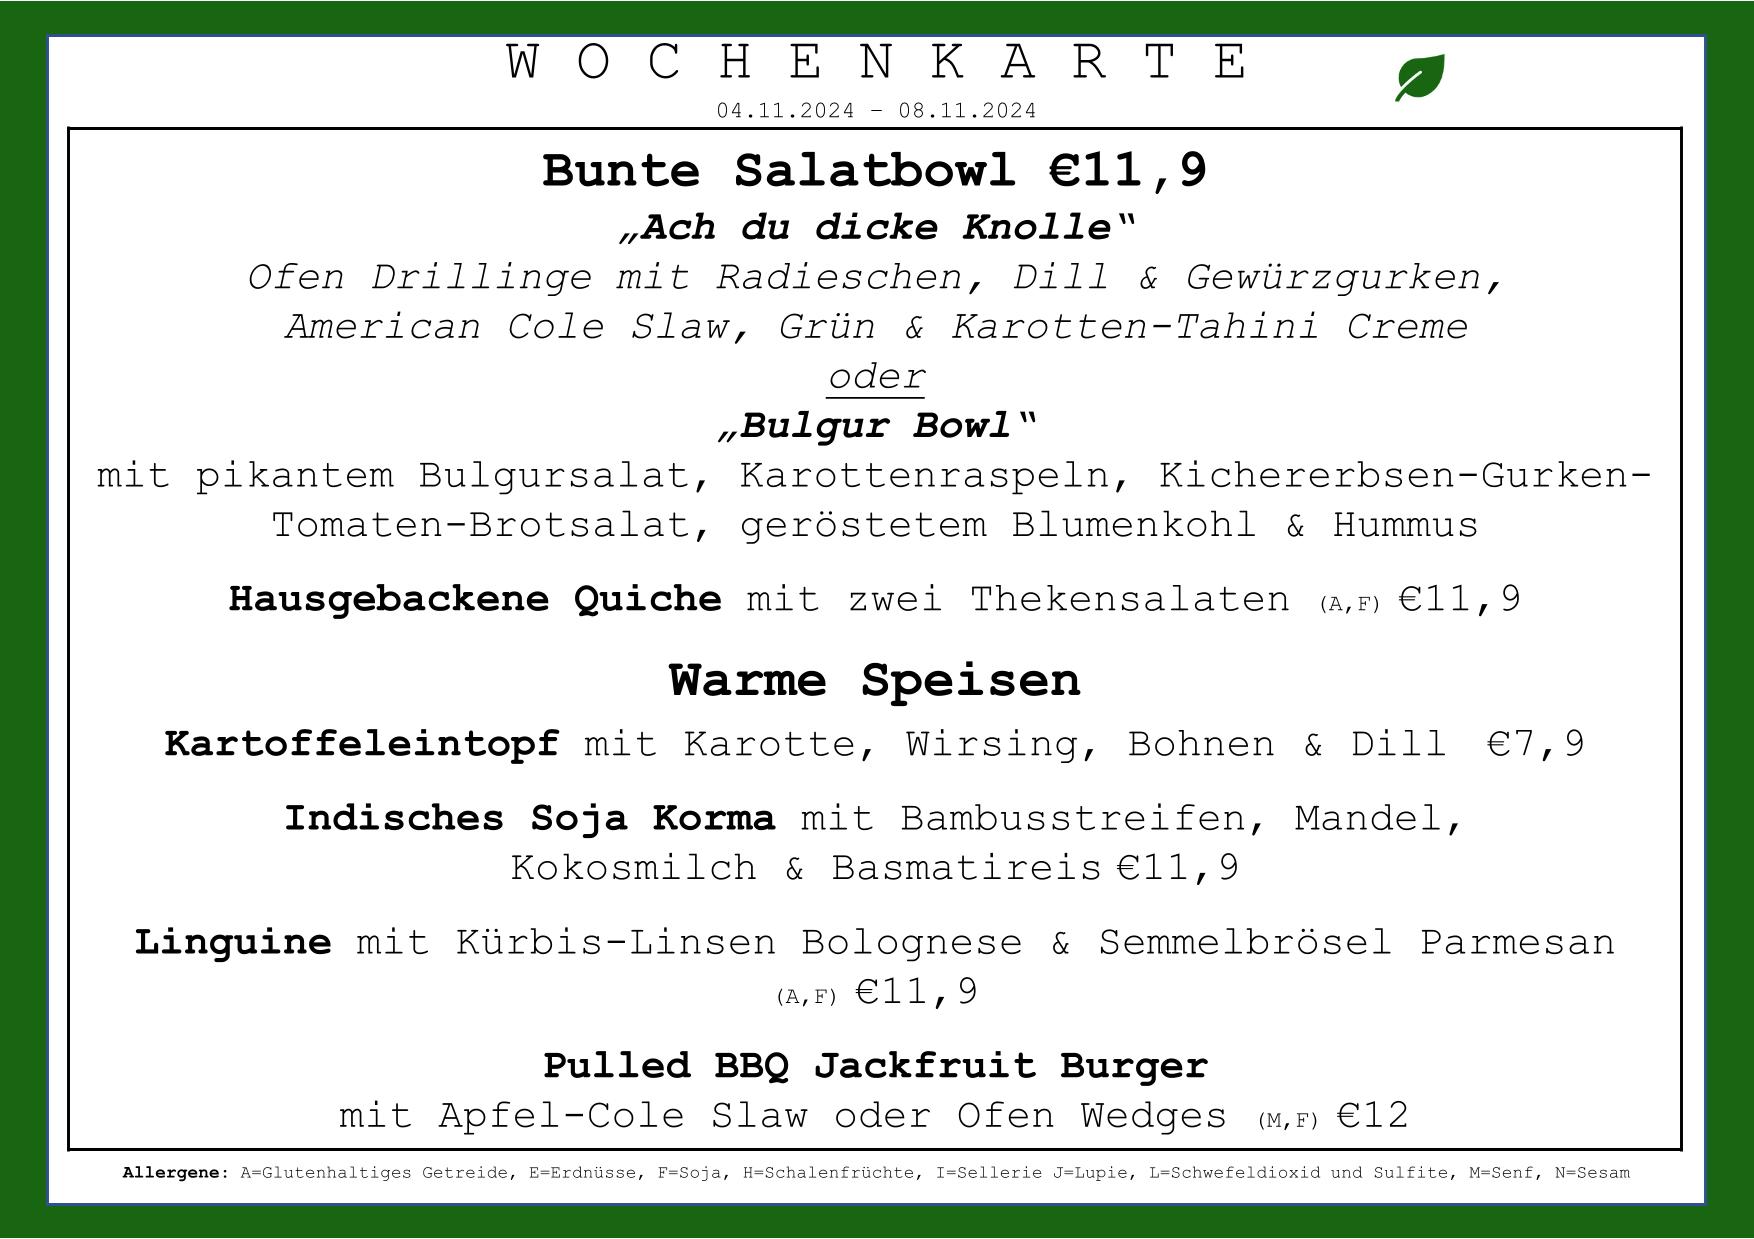 WOCHENKARTE
04.11.2024 – 08.11.2024
Bunte Salatbowl €11,9
„Ach du dicke Knolle“
Ofen Drillinge mit Radieschen, Dill & Gewürzgurken,
American Cole Slaw, Grün & Karotten-Tahini Creme
oder
„Bulgur Bowl“
mit pikantem Bulgursalat, Karottenraspeln, Kichererbsen-Gurken-
Tomaten-Brotsalat, geröstetem Blumenkohl & Hummus
Hausgebackene Quiche mit zwei Thekensalaten (A,F) €11,9
Warme Speisen
Kartoffeleintopf mit Karotte, Wirsing, Bohnen & Dill €7,9
Indisches Soja Korma mit Bambusstreifen, Mandel,
Kokosmilch & Basmatireis €11,9
Linguine mit Kürbis-Linsen Bolognese & Semmelbrösel Parmesan
(A,F) €11,9
Pulled BBQ Jackfruit Burger
mit Apfel-Cole Slaw oder Ofen Wedges (M,F) €12
Allergene: A=Glutenhaltiges Getreide, E=Erdnüsse, F=Soja, H=Schalenfrüchte, I=Sellerie J=Lupie, L=Schwefeldioxid und Sulfite, M=Senf, N=Sesam